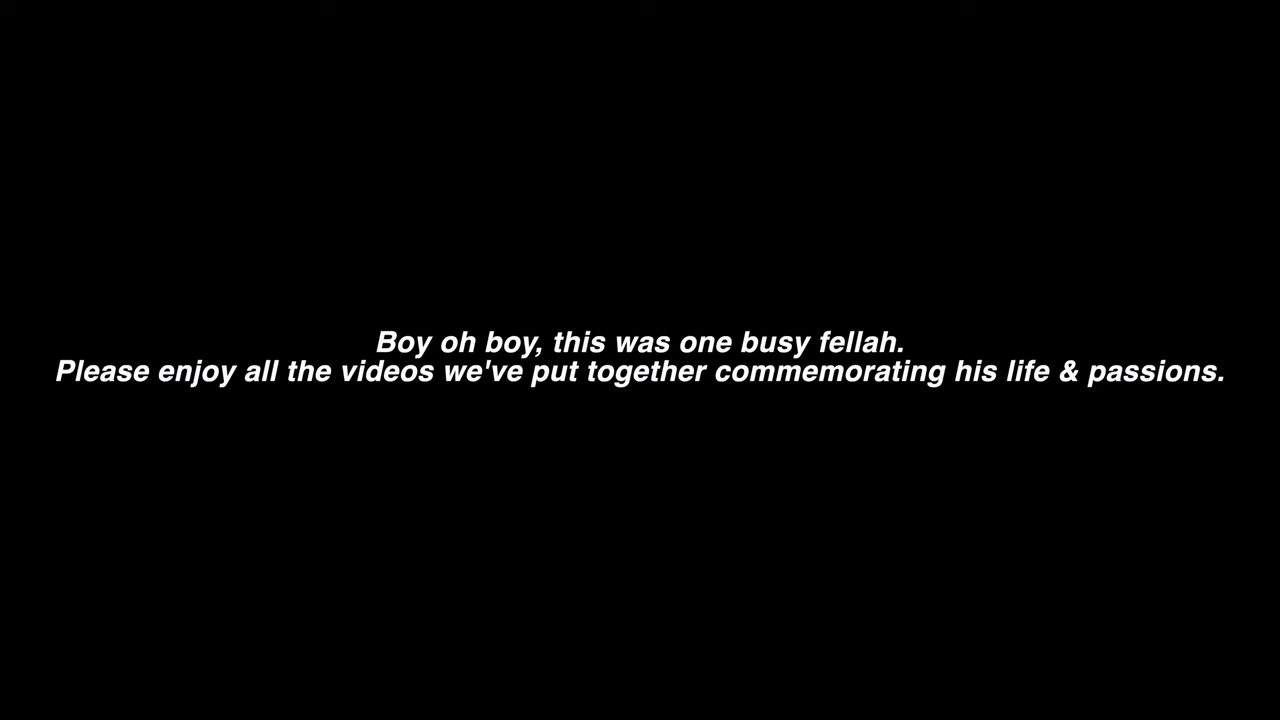 Boy oh boy, this was one busy fellah.
Please enjoy all the videos we've put together commemorating his life & passions.